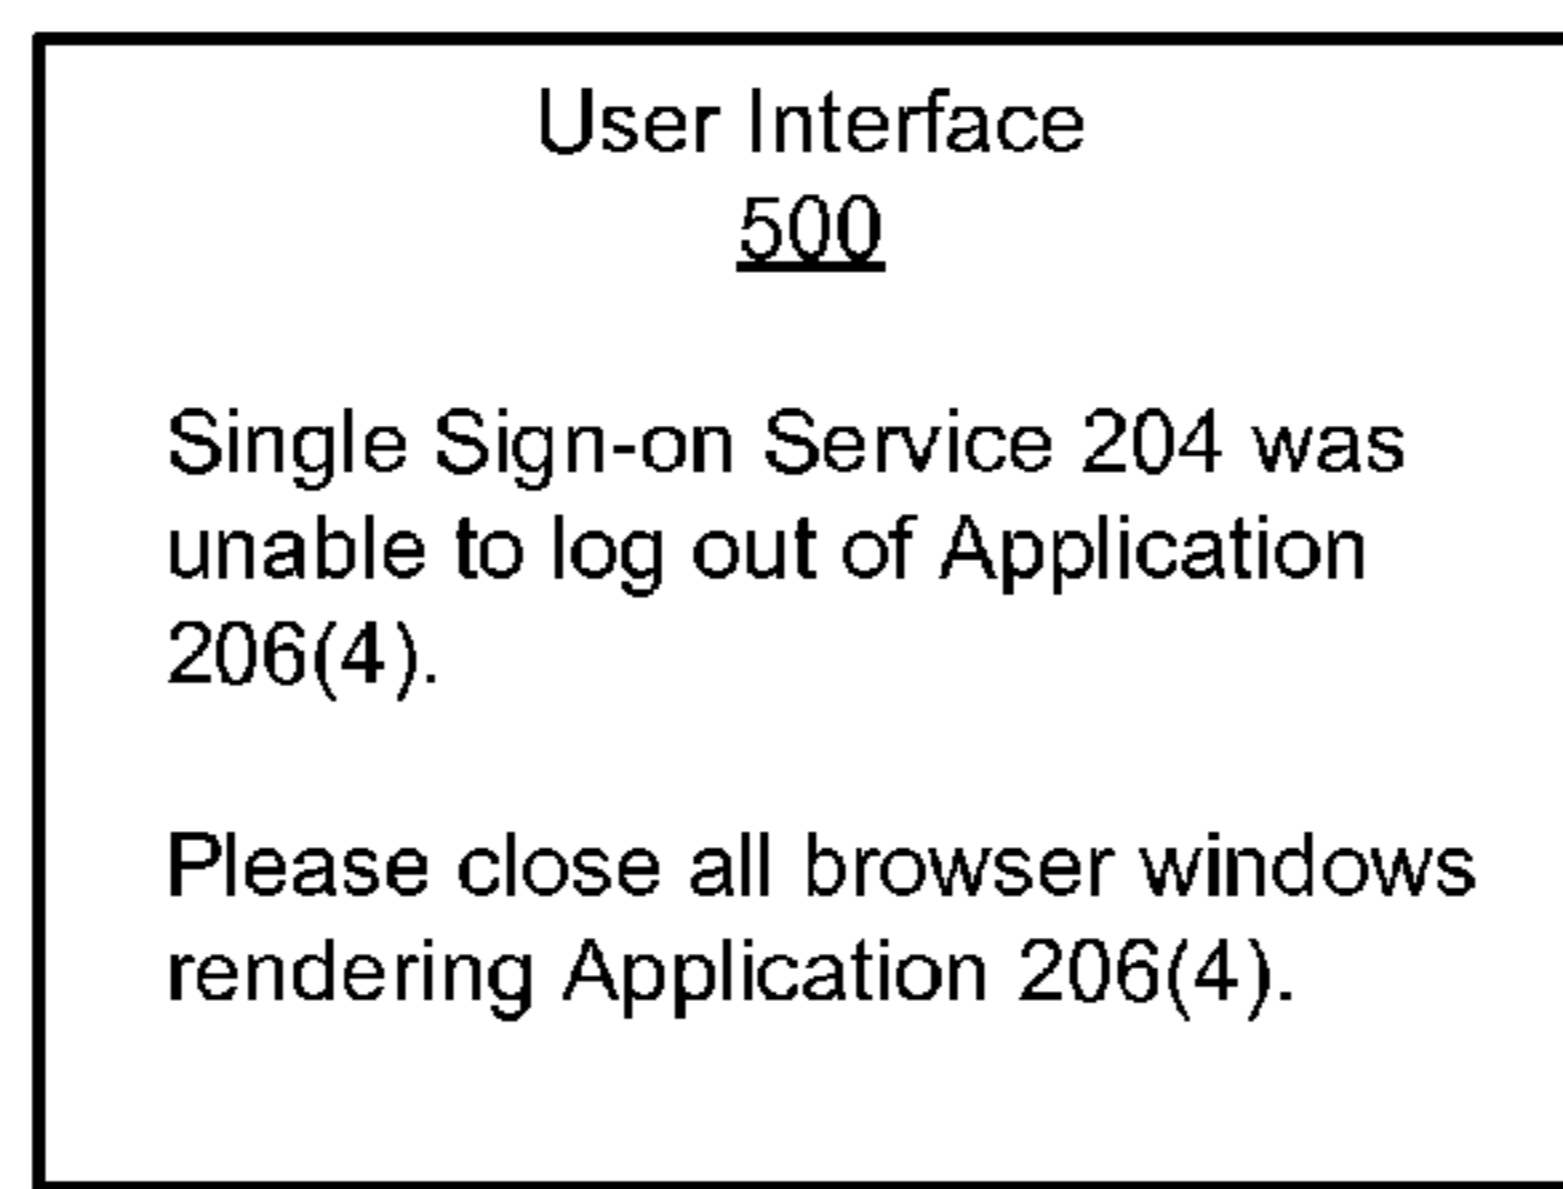 User Interface
500
Single Sign-on Service 204 was
unable to log out of Application
206(4).
Please close all browser windows
rendering Application 206(4).